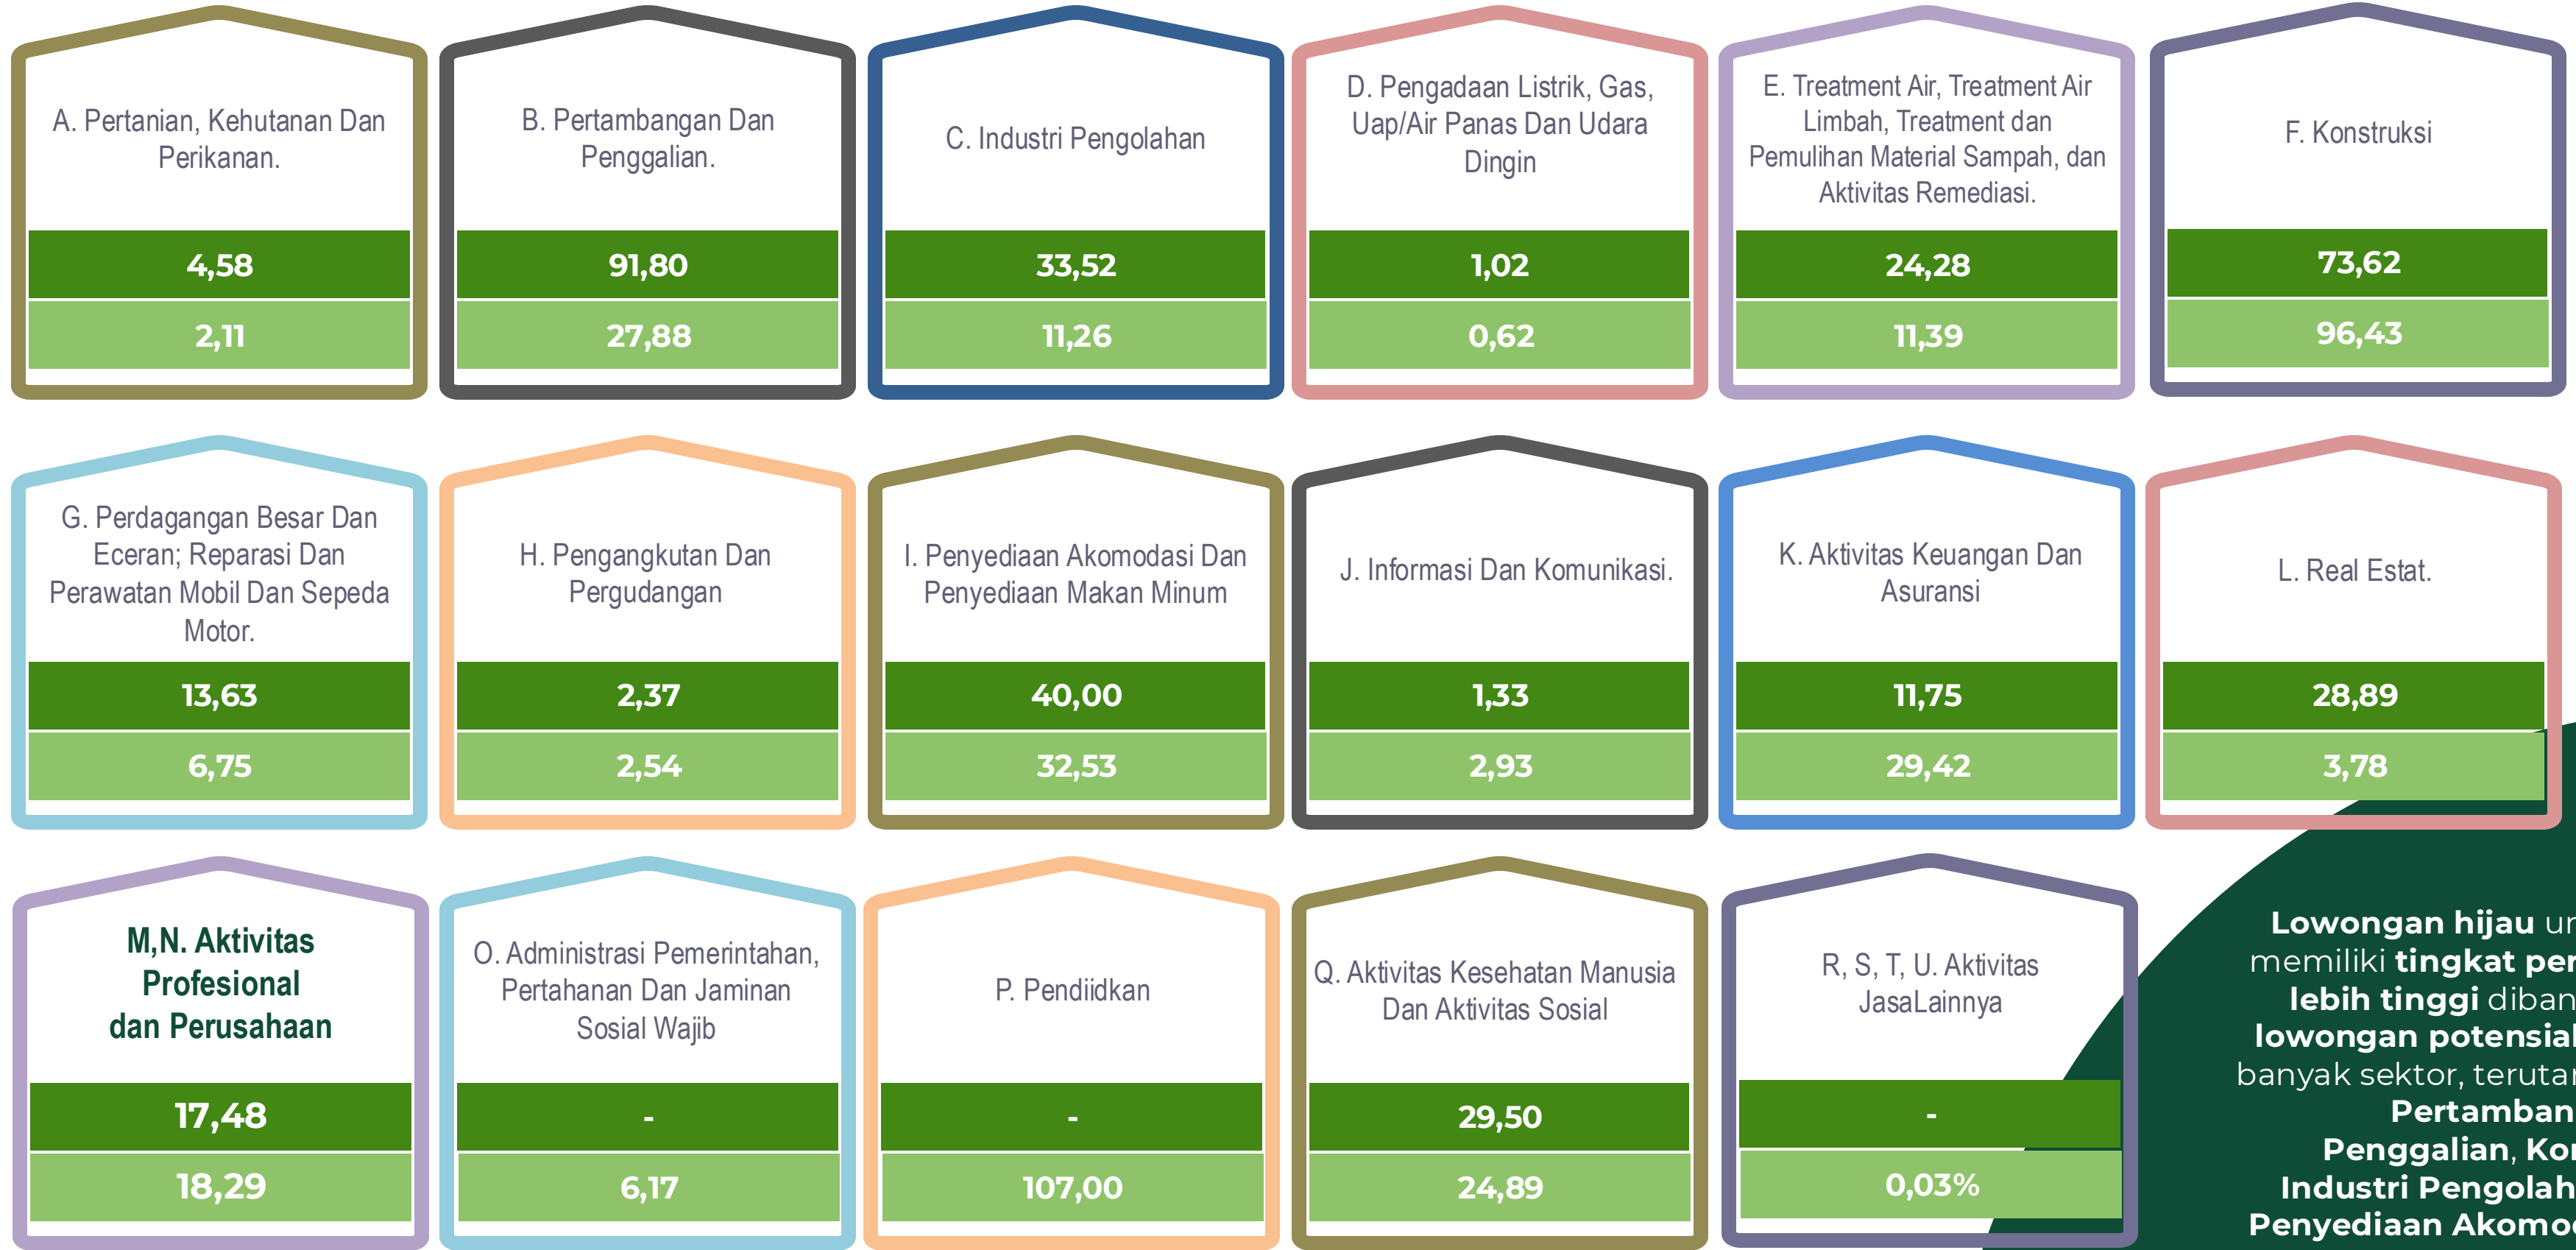 A. Pertanian, Kehutanan Dan
Perikanan.
4,58
2,11
B. Pertambangan Dan
Penggalian.
91,80
27,88
C. Industri Pengolahan
33,52
11,26
D. Pengadaan Listrik, Gas,
Uap/Air Panas Dan Udara
Dingin
1,02
0,62
E. Treatment Air, Treatment Air
Limbah, Treatment dan
Pemulihan Material Sampah, dan
Aktivitas Remediasi.
24,28
11,39
F. Konstruksi
73,62
96,43
G. Perdagangan Besar Dan
Eceran; Reparasi Dan
Perawatan Mobil Dan Sepeda
Motor.
13,63
6,75
H. Pengangkutan Dan
Pergudangan
2,37
2,54
I. Penyediaan Akomodasi Dan
Penyediaan Makan Minum
40,00
32,53
J. Informasi Dan Komunikasi.
1,33
2,93
K. Aktivitas Keuangan Dan
Asuransi
11,75
29,42
L. Real Estat.
28,89
3,78
M,N. Aktivitas
Profesional
dan Perusahaan
17,48
18,29
O. Administrasi Pemerintahan,
Pertahanan Dan Jaminan
Sosial Wajib
-
6,17
P. Pendiidkan
-
107,00
Q. Aktivitas Kesehatan Manusia
Dan Aktivitas Sosial
29,50
24,89
R, S, T, U. Aktivitas
JasaLainnya
-
0,03%
Lowongan hijau
memiliki tingkat
lebih tinggi
lowongan
banyak sektor,
Penggalian,